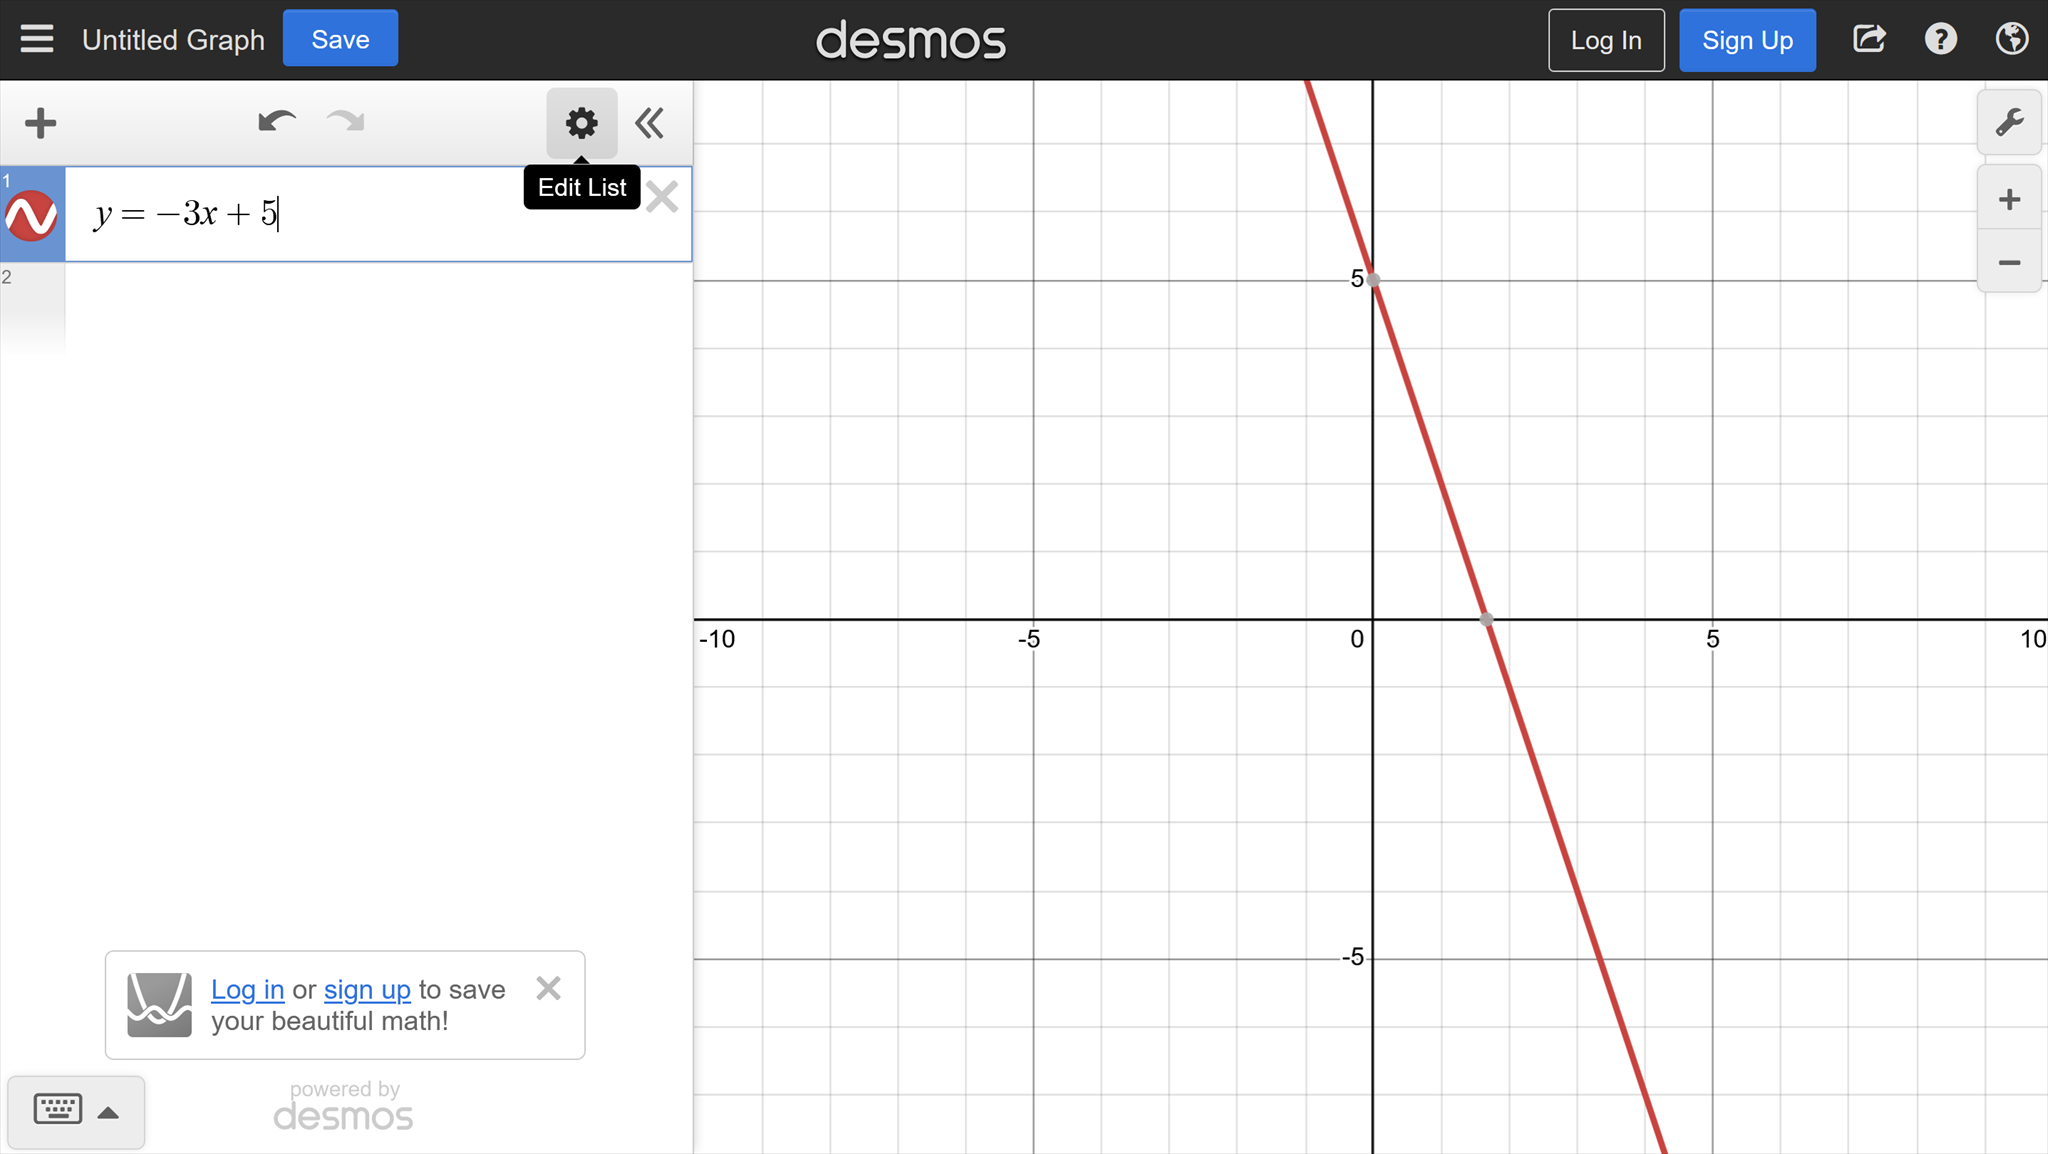 Untitled Graph
Save
desmos
Log In
Sign Up
Edit List
1
y = −3x + 5
2
5
-10
-5
0
5
10
-5
Log in or sign up to save
your beautiful math!
powered by
desmos